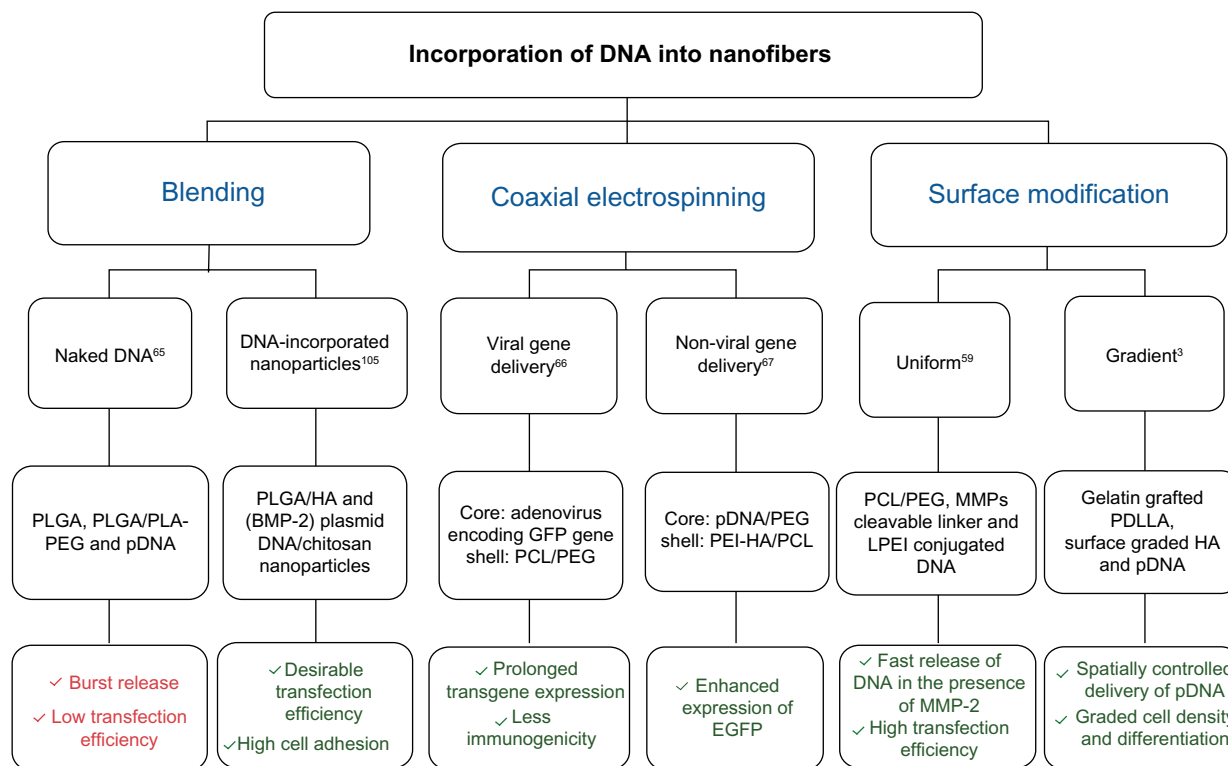 Incorporation of DNA into nanofibers
Blending
Coaxial electrospinning
Surface modification
Naked DNA65
DNA-incorporated
nanoparticles105
Viral gene
delivery66
Non-viral gene
delivery67
Uniform59
Gradient3
PLGA, PLGA/PLA-
PEG and pDNA
PLGA/HA and
(BMP-2) plasmid
DNA/chitosan
nanoparticles
Core: adenovirus
encoding GFP gene
shell: PCL/PEG
Core: pDNA/PEG
shell: PEI-HA/PCL
PCL/PEG, MMPs
cleavable linker and
LPEI conjugated
DNA
Gelatin grafted
PDLLA,
surface graded HA
and pDNA
✓ Burst release
✓ Low transfection
efficiency
✓ Desirable
transfection
efficiency
✓ High cell adhesion
✓ Prolonged
transgene expression
✓ Less
immunogenicity
✓ Enhanced
expression of
EGFP
✓ Fast release of
DNA in the presence
of MMP-2
✓ High transfection
efficiency
✓ Spatially controlled
delivery of pDNA
✓ Graded cell density
and differentiation